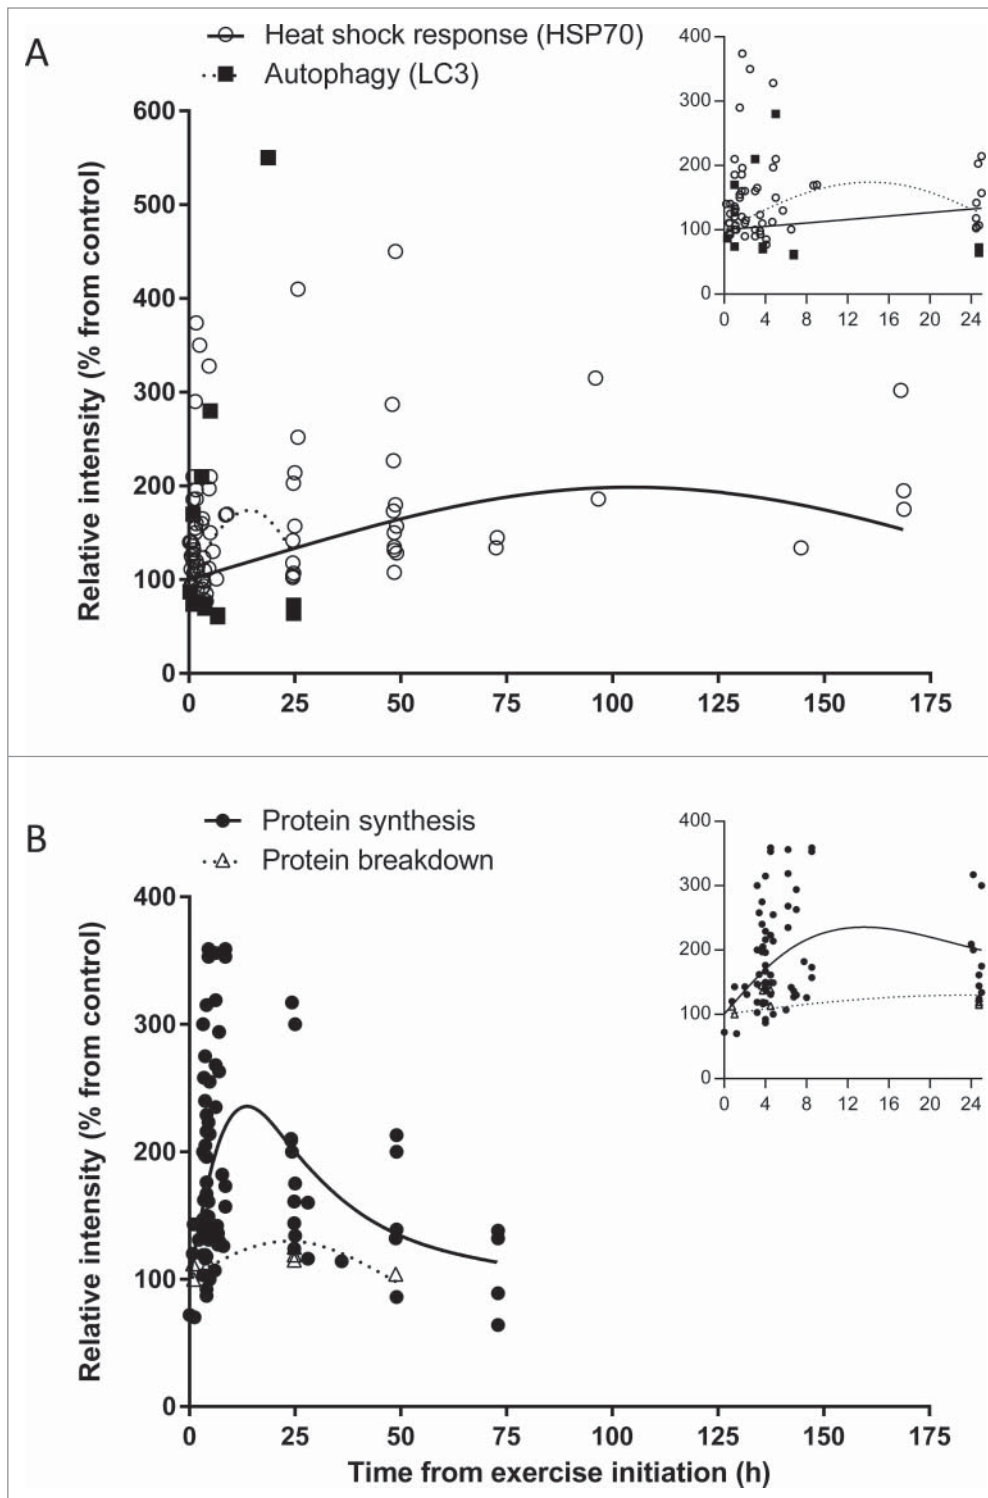 A
Heat shock response (HSP70)
Autophagy (LC3)
Relative intensity (% from control)
600
500
400
300
200
100
0
0 25 50 75 100 125 150 175
400
300
200
100
0
0 4 8 12 16 20 24
B
Protein synthesis
Protein breakdown
Relative intensity (% from control)
400
300
200
100
0
0 25 50 75 100 125 150 175
Time from exercise initiation (h)
400
300
200
100
0
0 4 8 12 16 20 24